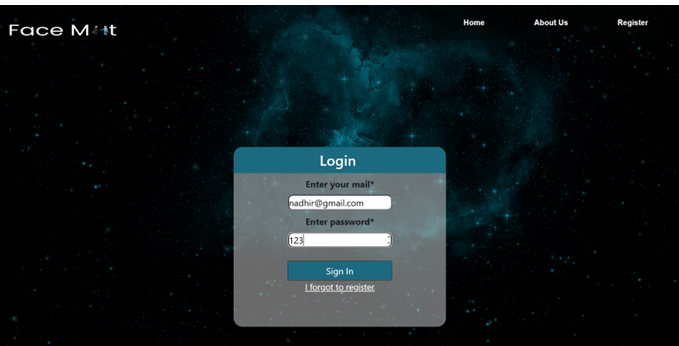 Home About Us Register
Face M
Login
Enter your mail*
nadhir@gmail.com
Enter password*
123
Sign In
I forgot to register